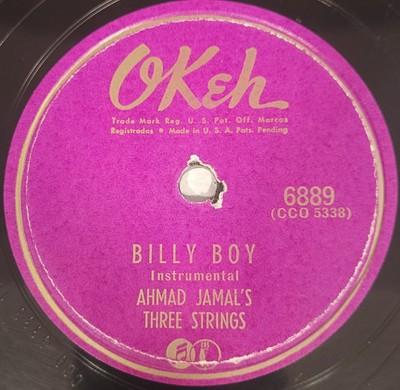 OKeh
Trade Mark Reg. U. S. Pat. Off. Marcas
Registradas • Made in U. S. A. Pats. Pending
6889
(CCO 5338)
BILLY BOY
Instrumental
AHMAD JAMAL'S
THREE STRINGS